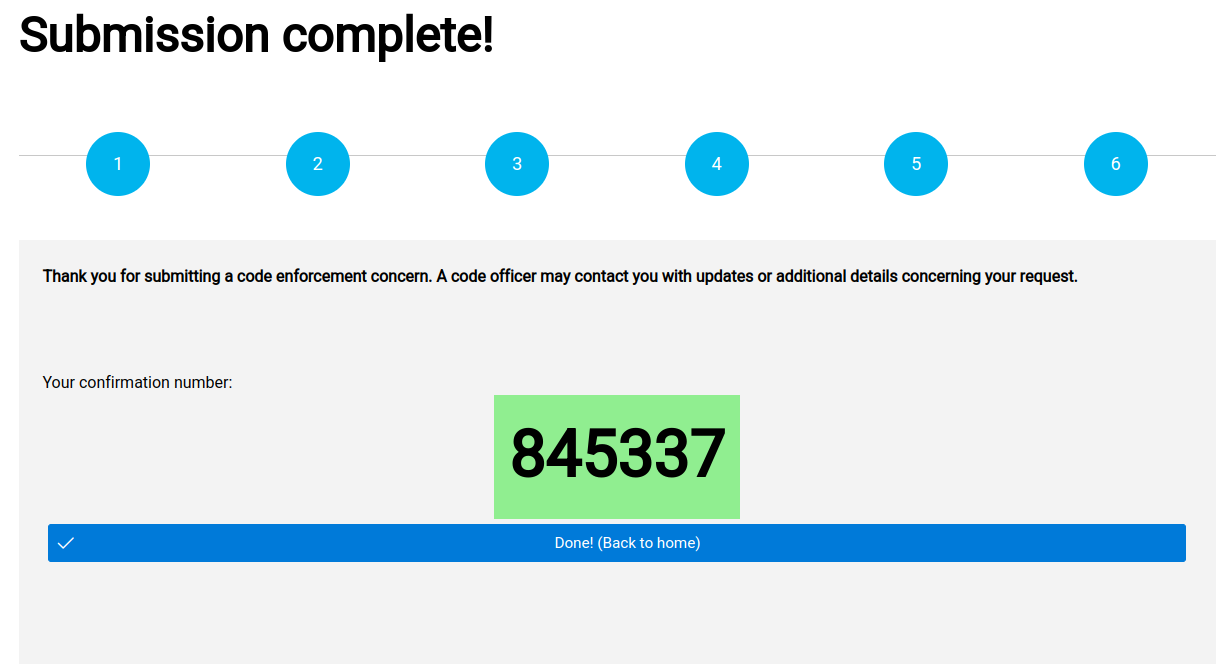 Submission complete!
1 2 3 4 5 6
Thank you for submitting a code enforcement concern. A code officer may contact you with updates or additional details concerning your request.
Your confirmation number:
845337
Done! (Back to home)